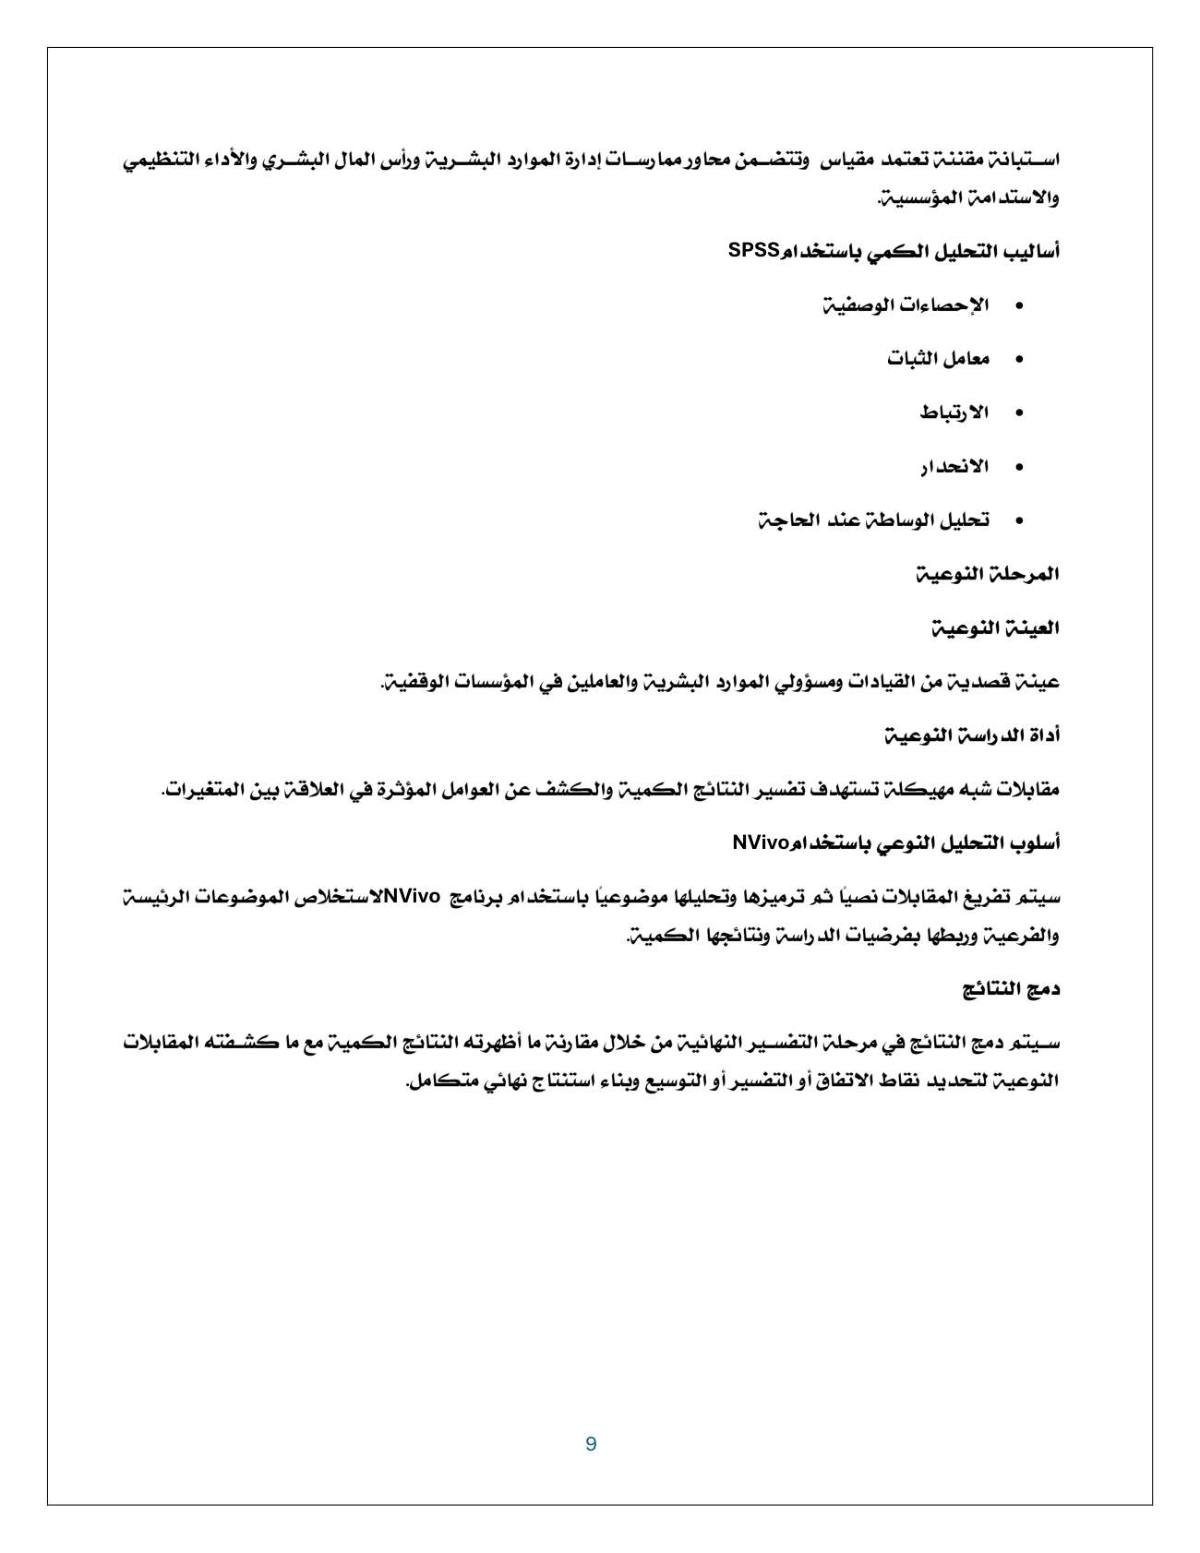 استبانة مقننة تعتمد مقياس وتتضمن محاور ممارسات إدارة الموارد البشرية ورأس المال البشري والأداء التنظيمي
والاستدامة المؤسسية.
أساليب التحليل الكمي باستخدامSPSS
• الإحصاءات الوصفية
• معامل الثبات
• الارتباط
• الانحدار
• تحليل الوساطة عند الحاجة
المرحلة النوعية
العينة النوعية
عينة قصدية من القيادات ومسؤولي الموارد البشرية والعاملين في المؤسسات الوقفية.
أداة الدراسة النوعية
مقابلات شبه مهيكلة تستهدف تفسير النتائج الكمية والكشف عن العوامل المؤثرة في العلاقة بين المتغيرات.
أسلوب التحليل النوعي باستخدامNVivo
سيتم تفريغ المقابلات نصيًا ثم ترميزها وتحليلها موضوعيًا باستخدام برنامج NVivoلاستخلاص الموضوعات الرئيسة
والفرعية وربطها بفرضيات الدراسة ونتائجها الكمية.
دمج النتائج
سيتم دمج النتائج في مرحلة التفسير النهائية من خلال مقارنة ما أظهرته النتائج الكمية مع ما كشفته المقابلات
النوعية لتحديد نقاط الاتفاق أو التفسير أو التوسيع وبناء استنتاج نهائي متكامل.
9